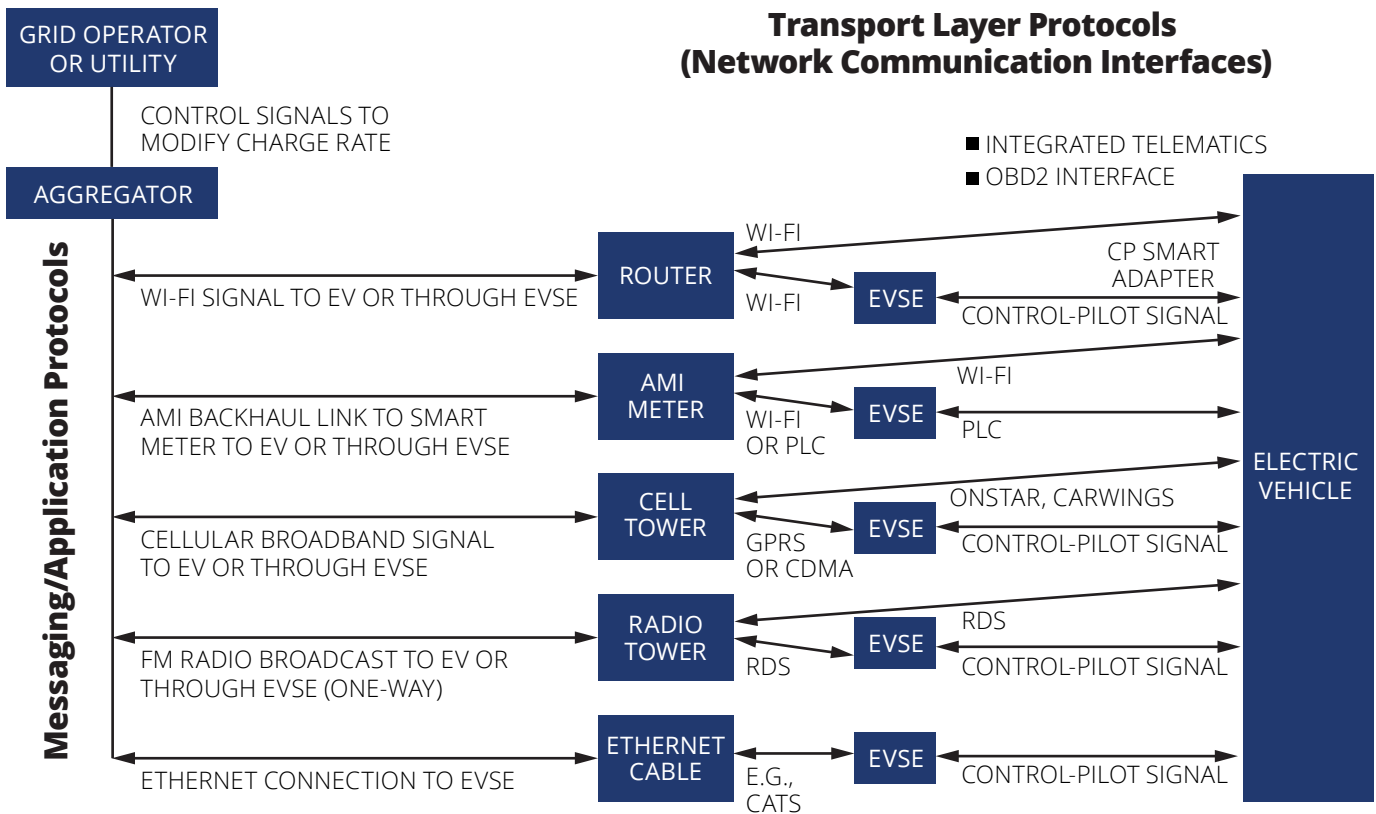 GRID OPERATOR
OR UTILITY
Transport Layer Protocols
(Network Communication Interfaces)
CONTROL SIGNALS TO
MODIFY CHARGE RATE
■ INTEGRATED TELEMATICS
■ OBD2 INTERFACE
AGGREGATOR
Messaging/Application Protocols
WI-FI SIGNAL TO EV OR THROUGH EVSE
ROUTER
WI-FI
WI-FI
EVSE
CP SMART
ADAPTER
CONTROL-PILOT SIGNAL
AMI BACKHAUL LINK TO SMART
METER TO EV OR THROUGH EVSE
AMI
METER
WI-FI
WI-FI
OR PLC
EVSE
PLC
CELLULAR BROADBAND SIGNAL
TO EV OR THROUGH EVSE
CELL
TOWER
ONSTAR, CARWINGS
GPRS
OR CDMA
EVSE
CONTROL-PILOT SIGNAL
FM RADIO BROADCAST TO EV OR
THROUGH EVSE (ONE-WAY)
RADIO
TOWER
RDS
RDS
EVSE
CONTROL-PILOT SIGNAL
ETHERNET CONNECTION TO EVSE
ETHERNET
CABLE
E.G.,
CATS
EVSE
CONTROL-PILOT SIGNAL
ELECTRIC
VEHICLE